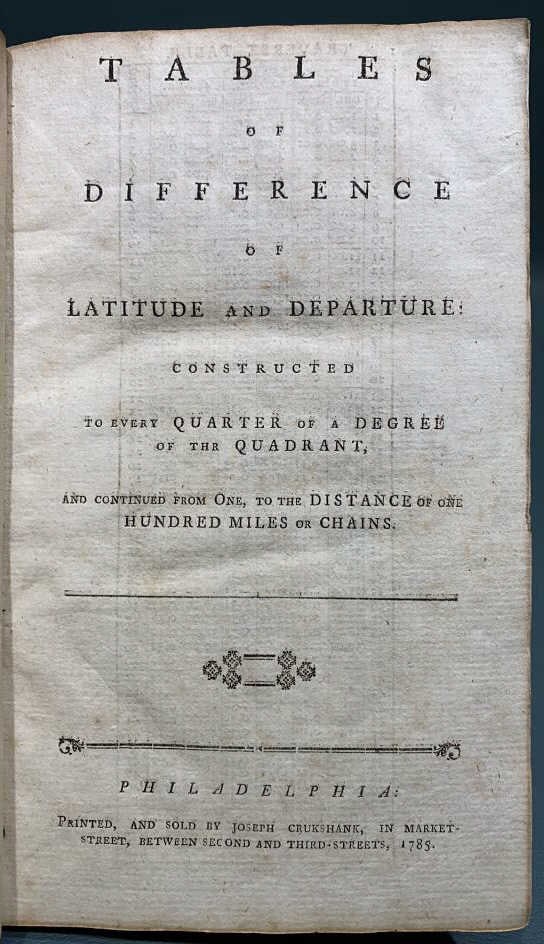 TABLES
OF
DIFFERENCE
OF
LATITUDE AND DEPARTURE:
CONSTRUCTED
TO EVERY QUARTER OF A DEGREE
OF THR QUADRANT,
AND CONTINUED FROM ONE, TO THE DISTANCE OF ONE
HUNDRED MILES OR CHAINS.
PHILADELPHIA:
PRINTED, AND SOLD BY JOSEPH CRUKSHANK, IN MARKET-
STREET, BETWEEN SECOND AND THIRD-STREETS, 1785.